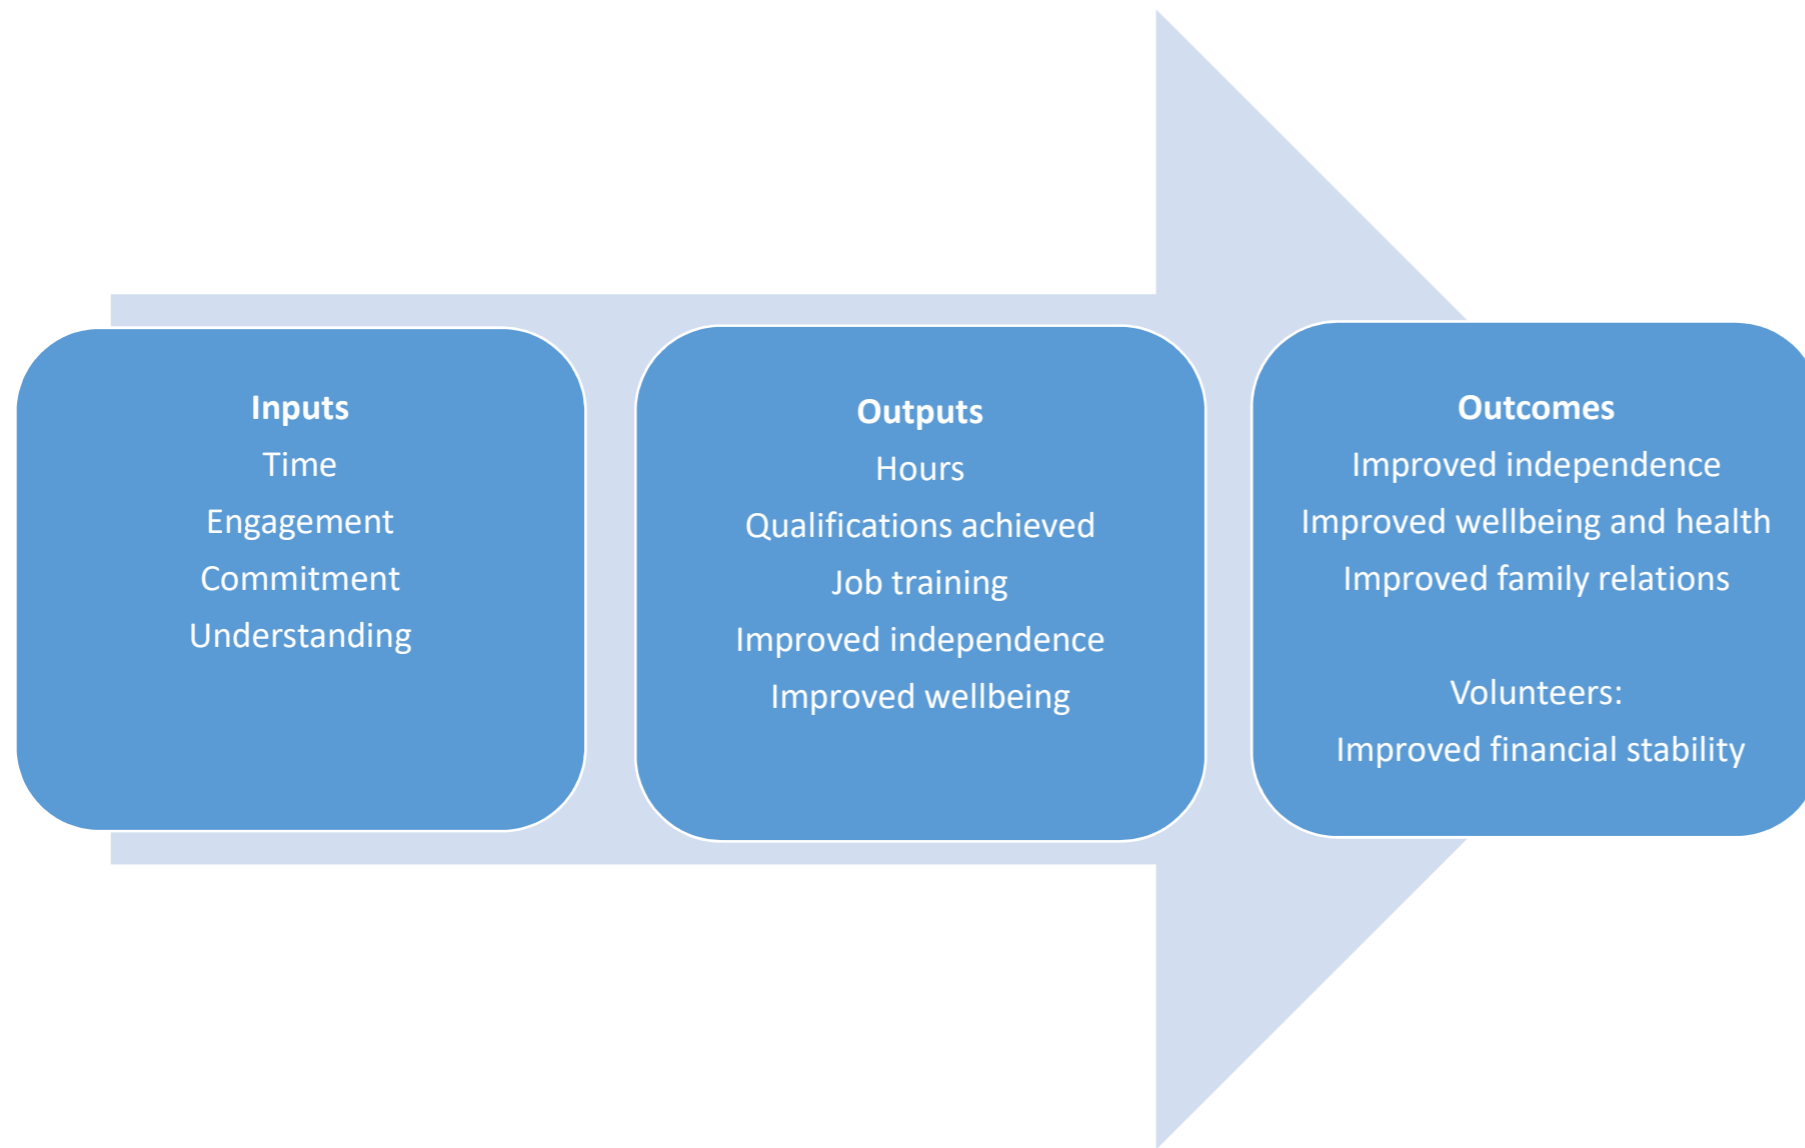 Inputs
Time
Engagement
Commitment
Understanding
Outputs
Hours
Qualifications achieved
Job training
Improved independence
Improved wellbeing
Outcomes
Improved independence
Improved wellbeing and health
Improved family relations
Volunteers:
Improved financial stability